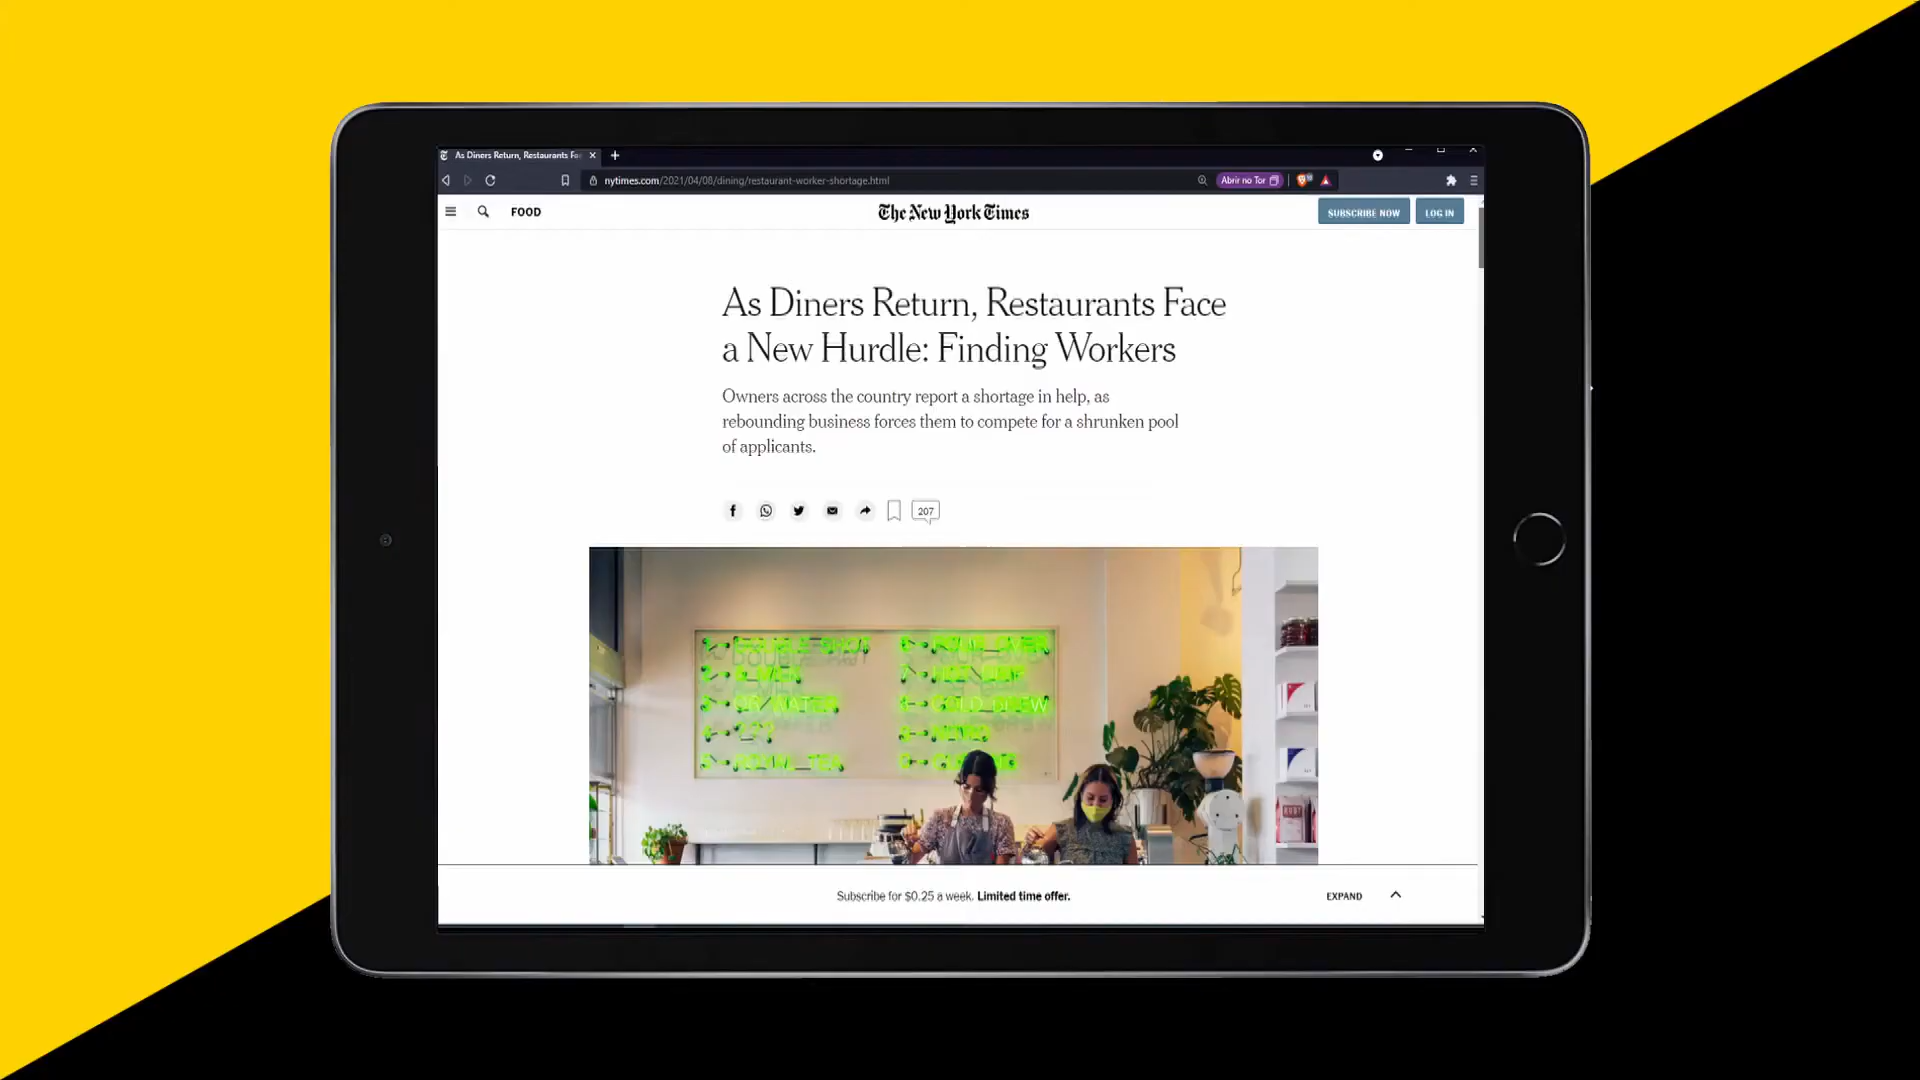 As Diners Return, Restaurants Fa
nytimes.com/2021/04/08/dining/restaurant-worker-shortage.html
Abrir no Tor
FOOD
The New York Times
SUBSCRIBE NOW
LOG IN
As Diners Return, Restaurants Face
a New Hurdle: Finding Workers
Owners across the country report a shortage in help, as
rebounding business forces them to compete for a shrunken pool
of applicants.
207
Subscribe for $0.25 a week. Limited time offer.
EXPAND